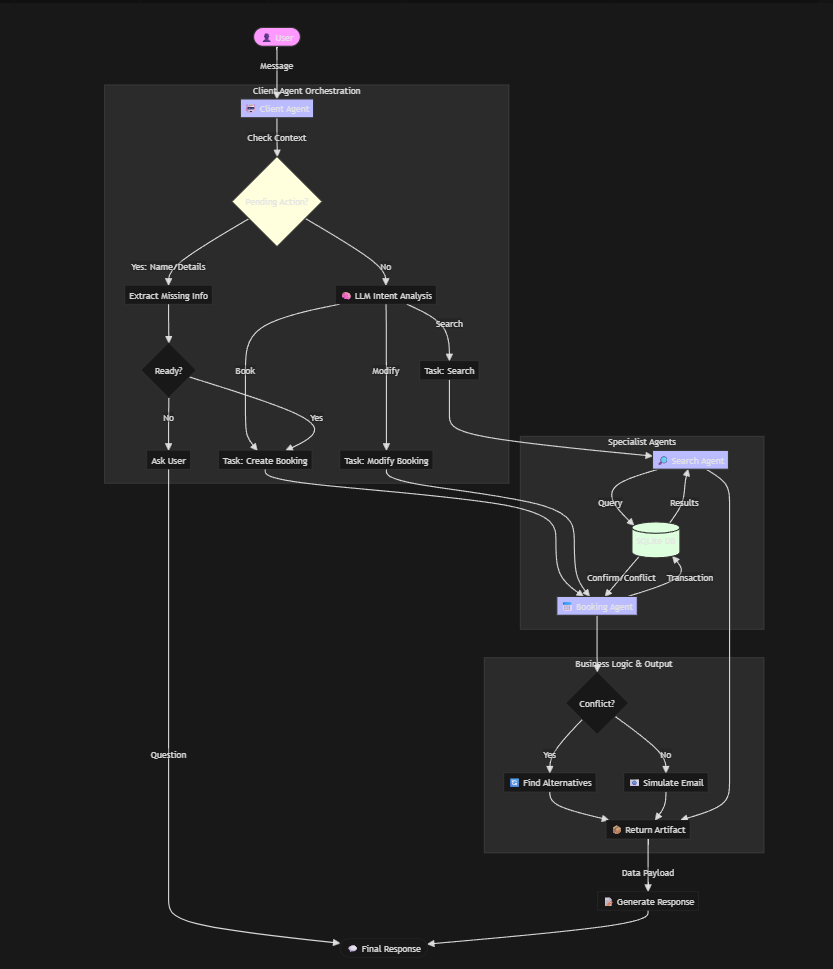 User
Message
Client Agent Orchestration
Client Agent
Check Context
Pending Action?
Yes: Name/Details
No
Extract Missing Info
LLM Intent Analysis
Search
Ready?
Book
Modify
Task: Search
No
Yes
Ask User
Task: Create Booking
Task: Modify Booking
Specialist Agents
Search Agent
Query
Results
Confirm/Conflict
Transaction
Booking Agent
Business Logic & Output
Conflict?
Question
Yes
No
Find Alternatives
Simulate Email
Return Artifact
Data Payload
Generate Response
Final Response